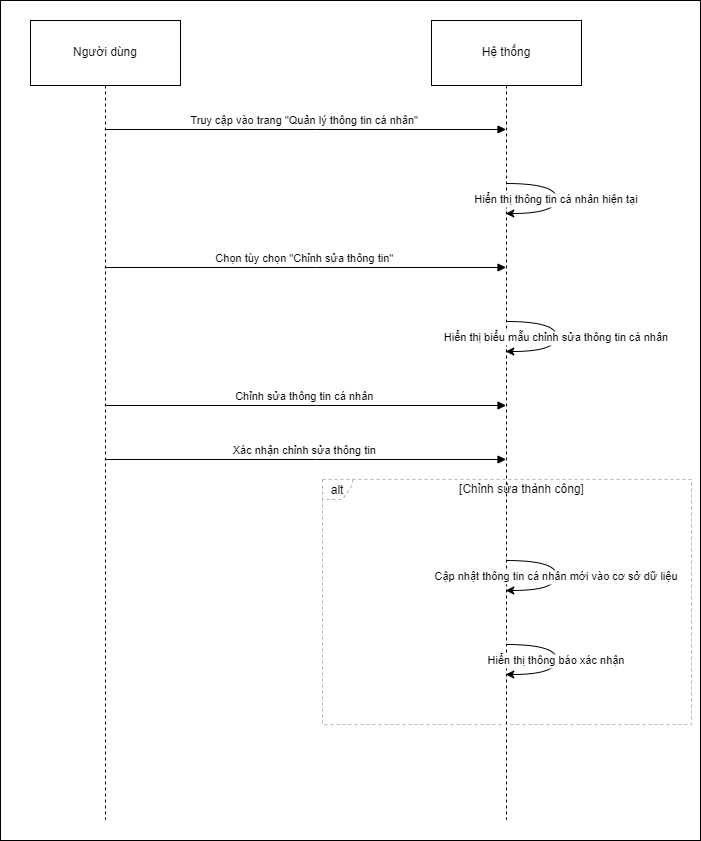 Người dùng
Hệ thống
Truy cập vào trang "Quản lý thông tin cá nhân"
Hiển thị thông tin cá nhân hiện tại
Chọn tùy chọn "Chỉnh sửa thông tin"
Hiển thị biểu mẫu chỉnh sửa thông tin cá nhân
Chỉnh sửa thông tin cá nhân
Xác nhận chỉnh sửa thông tin
alt
[Chỉnh sửa thành công]
Cập nhật thông tin cá nhân mới vào cơ sở dữ liệu
Hiển thị thông báo xác nhận